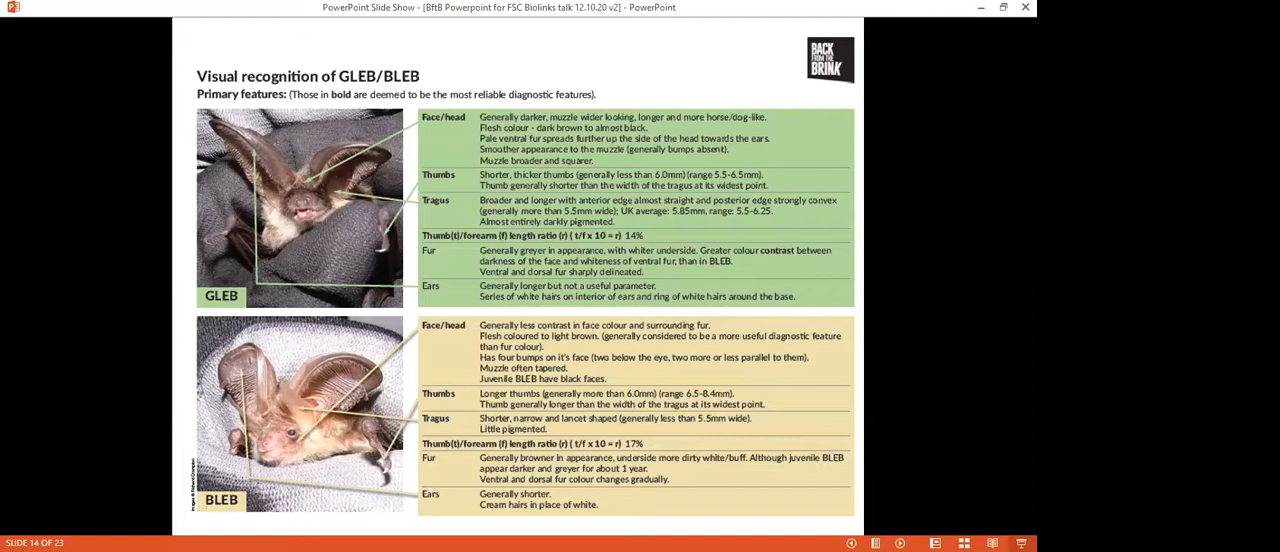 PowerPoint Slide Show - [BftB Powerpoint for FSC Biolinks talk 12.10.20 v2] - PowerPoint
BACK
FROM THE
BRINK
Visual recognition of GLEB/BLEB
Primary features: (Those in bold are deemed to be the most reliable diagnostic features).
Face/head Generally darker, muzzle wider looking, longer and more horse/dog-like.
Flesh colour - dark brown to almost black.
Pale ventral fur spreads further up the side of the head towards the ears.
Smoother appearance to the muzzle (generally bumps absent).
Muzzle broader and squarer.
Thumbs Shorter, thicker thumbs (generally less than 6.0mm) (range 5.5-6.5mm).
Thumb generally shorter than the width of the tragus at its widest point.
Tragus Broader and longer with anterior edge almost straight and posterior edge strongly convex
(generally more than 5.5mm wide); UK average: 5.85mm, range: 5.5-6.25.
Almost entirely darkly pigmented.
Thumb(t)/forearm (f) length ratio (r) ( t/f x 10 = r) 14%
Fur Generally greyer in appearance, with whiter underside. Greater colour contrast between
darkness of the face and whiteness of ventral fur, than in BLEB.
Ventral and dorsal fur sharply delineated.
Ears Generally longer but not a useful parameter.
Series of white hairs on interior of ears and ring of white hairs around the base.
GLEB
Face/head Generally less contrast in face colour and surrounding fur.
Flesh coloured to light brown. (generally considered to be a more useful diagnostic feature
than fur colour).
Has four bumps on it's face (two below the eye, two more or less parallel to them).
Muzzle often tapered.
Juvenile BLEB have black faces.
Thumbs Longer thumbs (generally more than 6.0mm) (range 6.5-8.4mm).
Thumb generally longer than the width of the tragus at its widest point.
Tragus Shorter, narrow and lancet shaped (generally less than 5.5mm wide).
Little pigmented.
Thumb(t)/forearm (f) length ratio (r) ( t/f x 10 = r) 17%
Fur Generally browner in appearance, underside more dirty white/buff. Although juvenile BLEB
appear darker and greyer for about 1 year.
Ventral and dorsal fur colour changes gradually.
Ears Generally shorter.
Cream hairs in place of white.
BLEB
SLIDE 14 OF 23